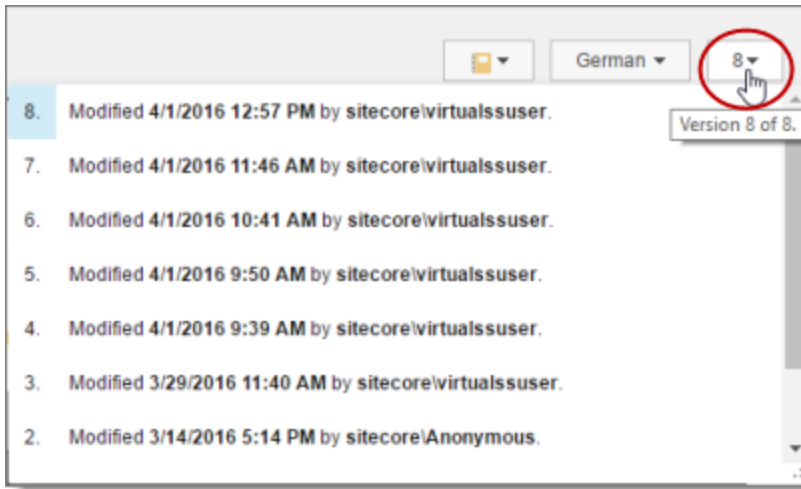 German 8
Version 8 of 8.
8. Modified 4/1/2016 12:57 PM by sitecore\virtualssuser.
7. Modified 4/1/2016 11:46 AM by sitecore\virtualssuser.
6. Modified 4/1/2016 10:41 AM by sitecore\virtualssuser.
5. Modified 4/1/2016 9:50 AM by sitecore\virtualssuser.
4. Modified 4/1/2016 9:39 AM by sitecore\virtualssuser.
3. Modified 3/29/2016 11:40 AM by sitecore\virtualssuser.
2. Modified 3/14/2016 5:14 PM by sitecore\Anonymous.